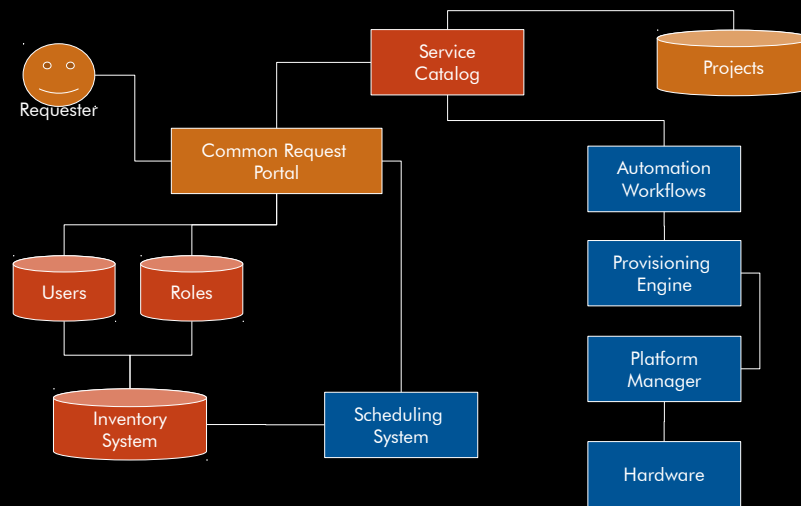 Service
Catalog
Projects
Requester
Common Request
Portal
Automation
Workflows
Users
Roles
Provisioning
Engine
Platform
Manager
Inventory
System
Scheduling
System
Hardware